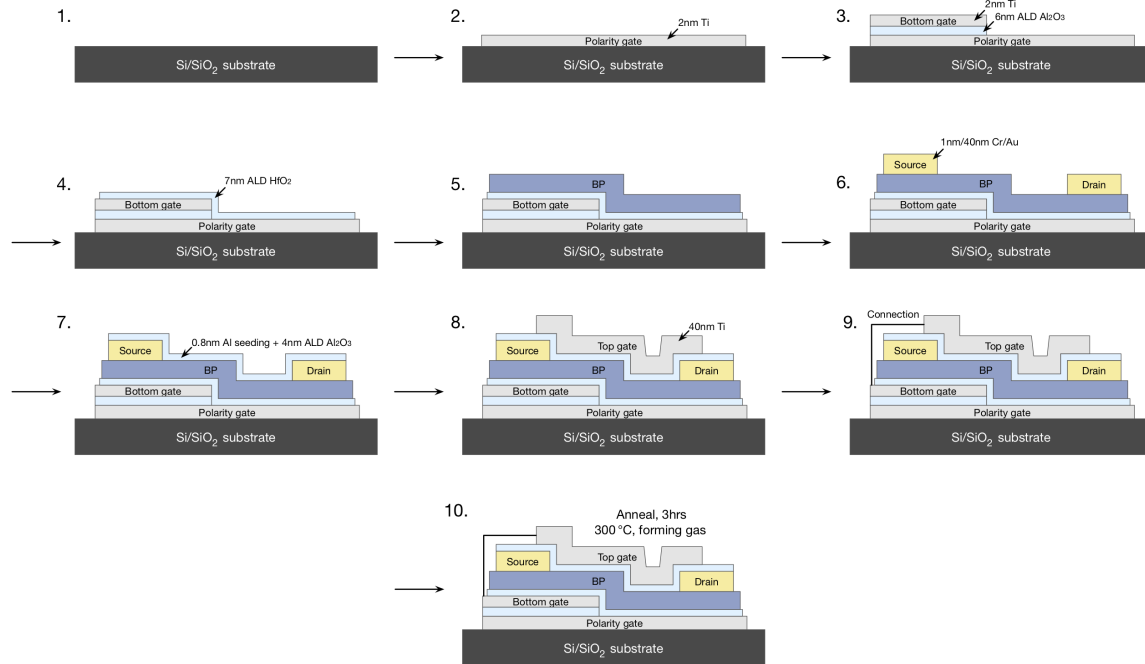 1.
Si/SiO₂ substrate
2.
2nm Ti
Polarity gate
Si/SiO₂ substrate
3.
2nm Ti
Bottom gate
6nm ALD Al₂O₃
Polarity gate
Si/SiO₂ substrate
4.
7nm ALD HfO₂
Bottom gate
Polarity gate
Si/SiO₂ substrate
5.
BP
Bottom gate
Polarity gate
Si/SiO₂ substrate
6.
1nm/40nm Cr/Au
Source
BP
Drain
Bottom gate
Polarity gate
Si/SiO₂ substrate
7.
0.8nm Al seeding + 4nm ALD Al₂O₃
Source
BP
Drain
Bottom gate
Polarity gate
Si/SiO₂ substrate
8.
40nm Ti
Top gate
Source
BP
Drain
Bottom gate
Polarity gate
Si/SiO₂ substrate
9.
Connection
Top gate
Source
BP
Drain
Bottom gate
Polarity gate
Si/SiO₂ substrate
10.
Anneal, 3hrs
300 °C, forming gas
Top gate
Source
BP
Drain
Bottom gate
Polarity gate
Si/SiO₂ substrate